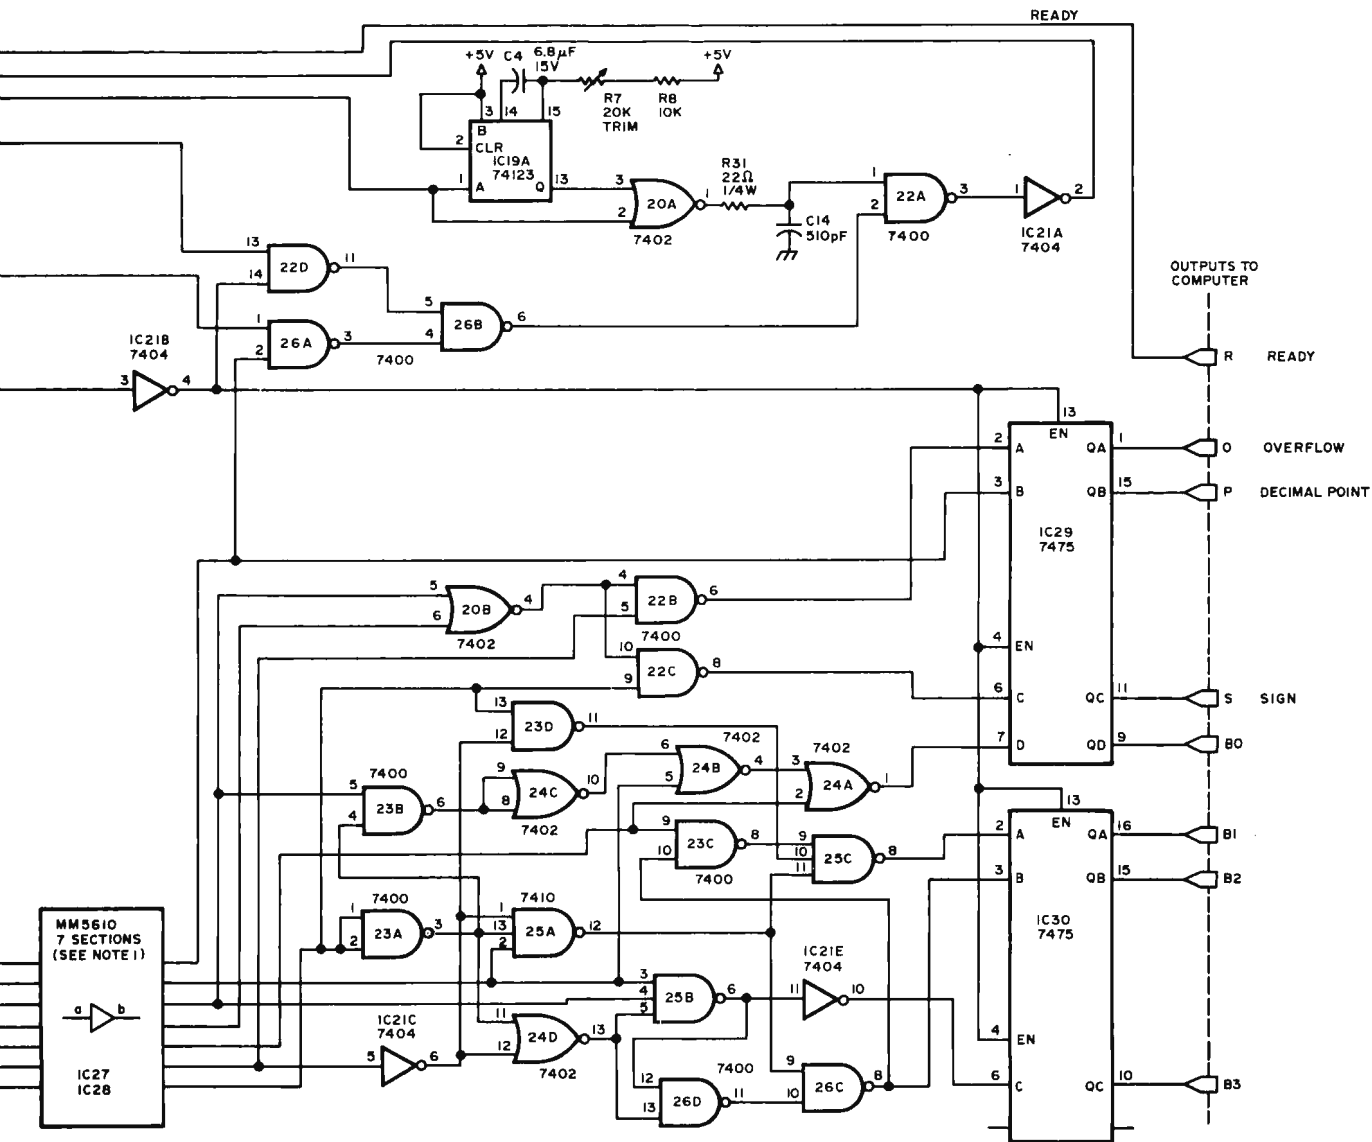 READY
+5V C4 6.8µF
15V
+5V
R7
20K
TRIM
R8
10K
3 14 15
B
2 CLR
IC19A
74123
1 A Q 13
3
2
20A
1
7402
R31
22Ω
1/4W
C14
510pF
1
2
22A
3
7400
1 2
IC21A
7404
13
14
22D
11
1
2
26A
3
7400
5
4
26B
6
IC21B
7404
3 4
OUTPUTS TO
COMPUTER
R READY
13
EN
2 A QA 1 O OVERFLOW
3 B QB 15 P DECIMAL POINT
IC29
7475
4 EN
6 C QC 11 S SIGN
7 D QD 9 B0
5
6
20B
4
7402
4
5
22B
6
7400
10
9
22C
8
13
12
23D
11
7400
5
4
23B
6
9
8
24C
10
7402
7402
6
5
24B
4
7402
3
2
24A
1
9
10
23C
8
7400
9
10
11
25C
8
13
EN
2 A QA 16 B1
3 B QB 15 B2
IC30
7475
4 EN
6 C QC 10 B3
7400
1
2
23A
3
7410
1
13
2
25A
12
MM5610
7 SECTIONS
(SEE NOTE 1)
a b
IC27
IC28
IC21C
7404
5 6
11
12
24D
13
7402
3
4
5
25B
6
IC21E
7404
11 10
12
13
26D
11
7400
9
10
26C
8